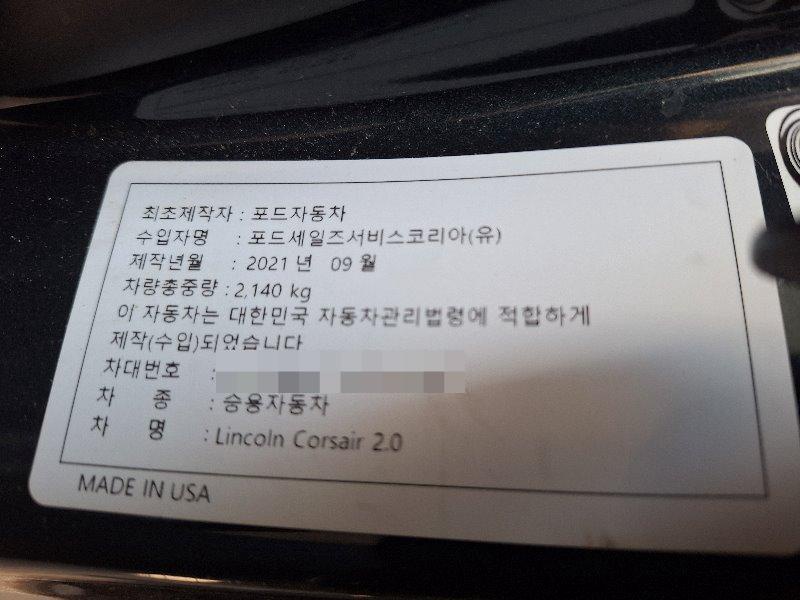 최초제작자 : 포드자동차
수입자명 : 포드세일즈서비스코리아(유)
제작년월 : 2021 년 09 월
차량총중량 : 2,140 kg
이 자동차는 대한민국 자동차관리법령에 적합하게
제작(수입)되었습니다
차대번호 :
차 종 : 승용자동차
차 명 : Lincoln Corsair 2.0
MADE IN USA